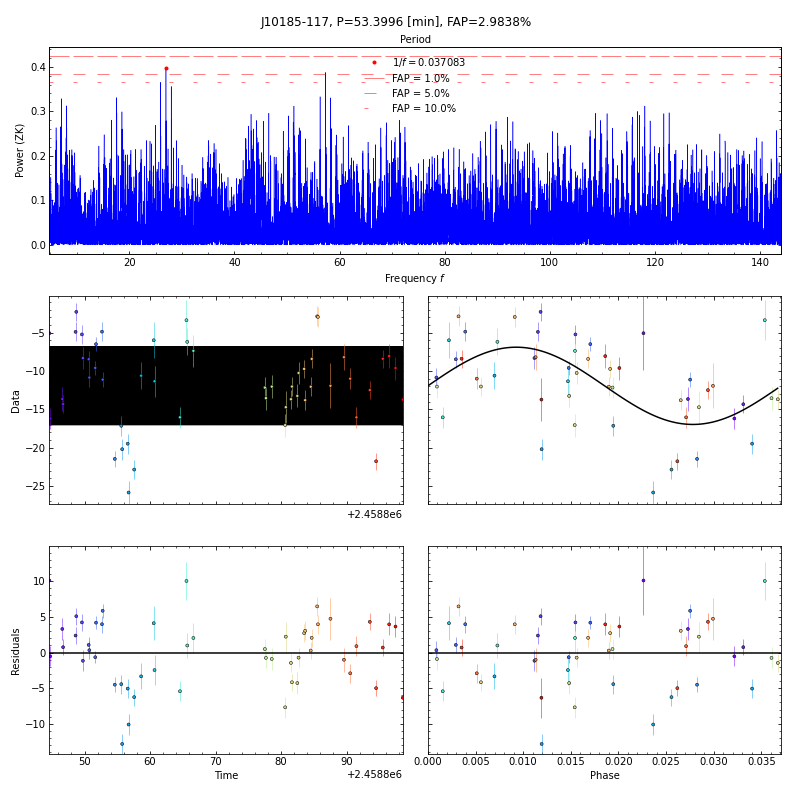 J10185-117, P=53.3996 [min], FAP=2.9838%
Period
Power (ZK)
0.4
0.3
0.2
0.1
0.0
1/f = 0.037083
FAP = 1.0%
FAP = 5.0%
FAP = 10.0%
20 40 60 80 100 120 140
Frequency f
Data
−5
−10
−15
−20
−25
+2.4588e6
Residuals
10
5
0
−5
−10
50 60 70 80 90
Time
+2.4588e6
0.000 0.005 0.010 0.015 0.020 0.025 0.030 0.035
Phase